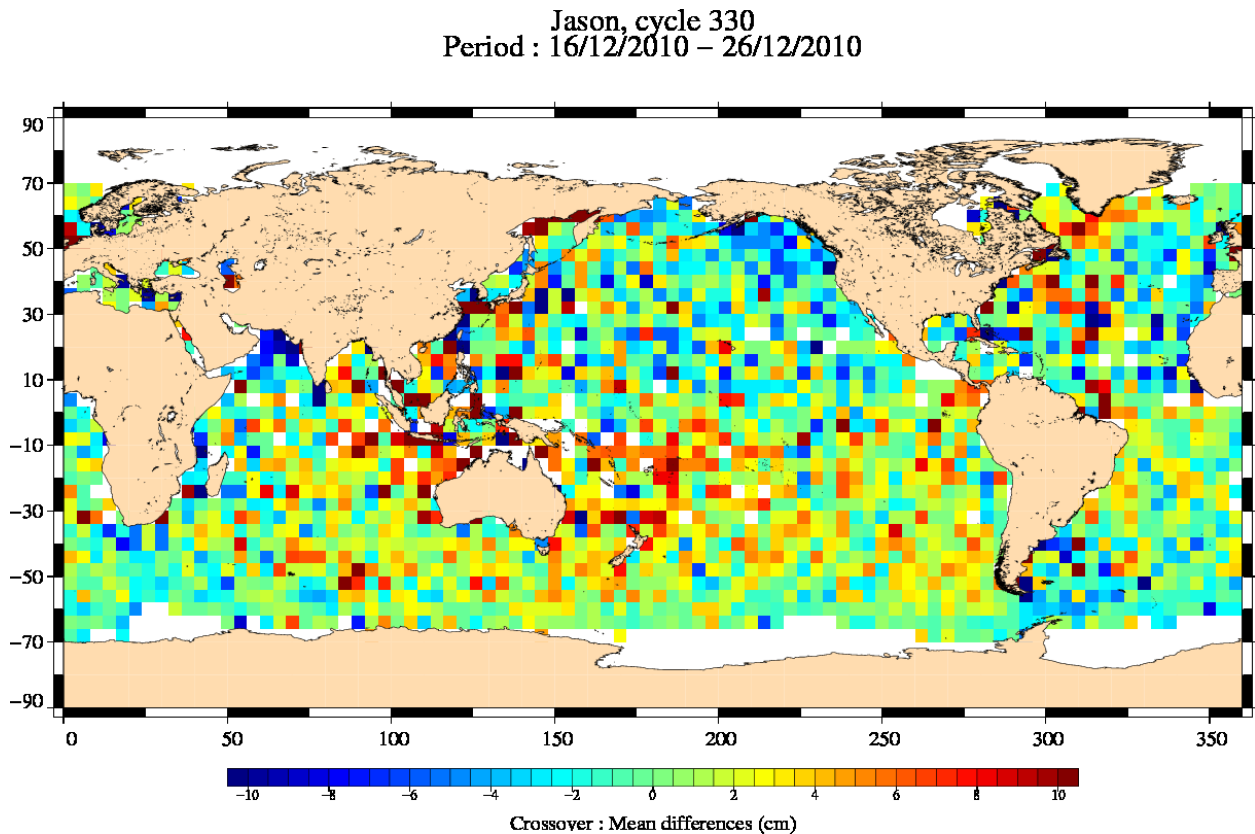 Jason, cycle 330
Period : 16/12/2010 – 26/12/2010
90
70
50
30
10
−10
−30
−50
−70
−90
0 50 100 150 200 250 300 350
−10 −8 −6 −4 −2 0 2 4 6 8 10
Crossover : Mean differences (cm)